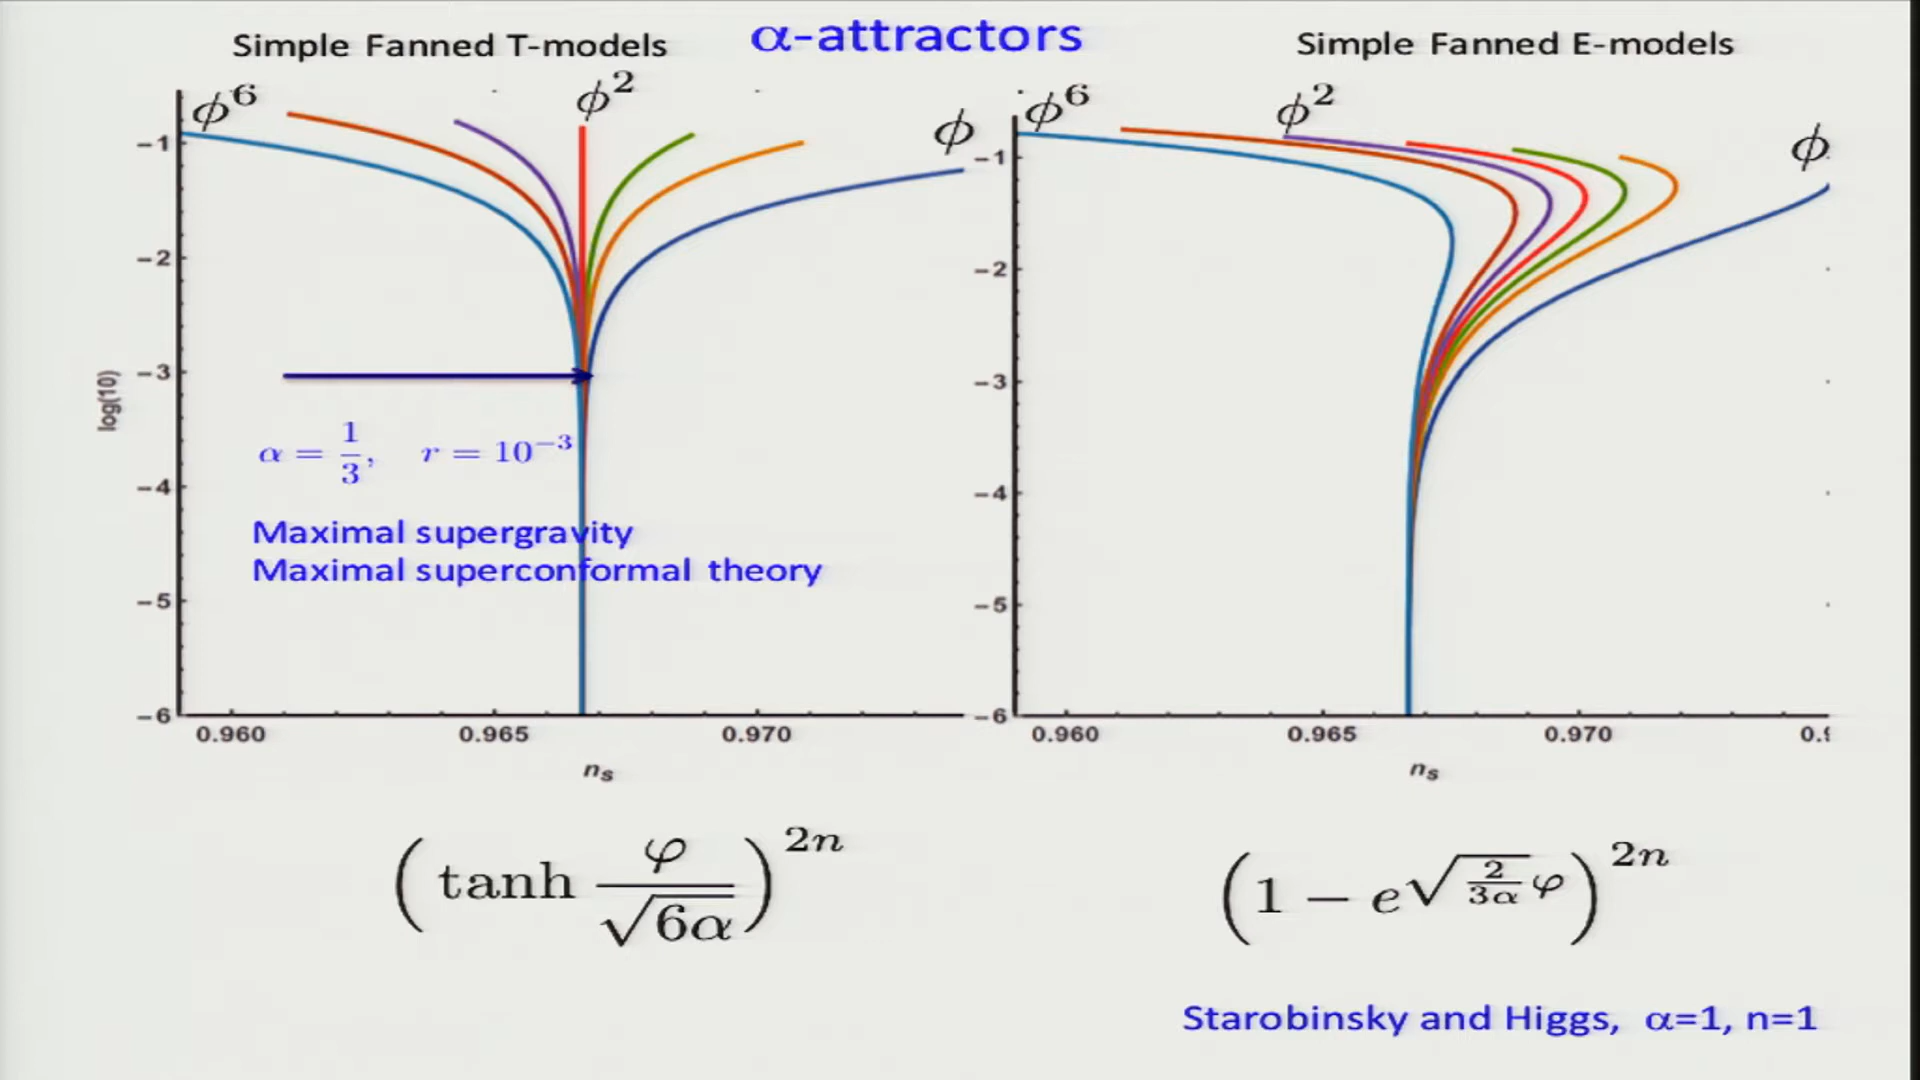 α-attractors
Simple Fanned T-models
φ⁶
φ²
φ
−1
−2
−3
−4
−5
−6
log(10)
α = 1/3, r = 10⁻³
Maximal supergravity
Maximal superconformal theory
0.960 0.965 0.970
nₛ
(tanh φ/√6α)²ⁿ
Simple Fanned E-models
φ⁶
φ²
φ
−1
−2
−3
−4
−5
−6
0.960 0.965 0.970
nₛ
(1 − e^√(2/3α) φ)²ⁿ
Starobinsky and Higgs, α=1, n=1